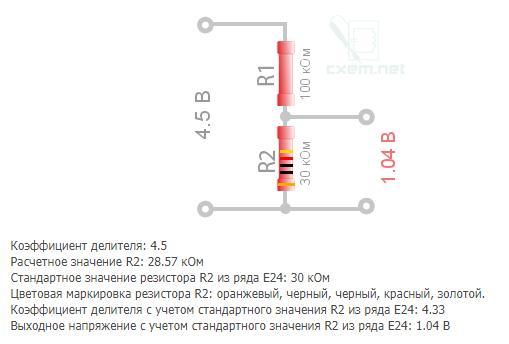 cxem.net
R1
100 кОм
4.5 В
R2
30 кОм
1.04 В
Коэффициент делителя: 4.5
Расчетное значение R2: 28.57 кОм
Стандартное значение резистора R2 из ряда E24: 30 кОм
Цветовая маркировка резистора R2: оранжевый, черный, черный, красный, золотой.
Коэффициент делителя с учетом стандартного значения R2 из ряда E24: 4.33
Выходное напряжение с учетом стандартного значения R2 из ряда E24: 1.04 В